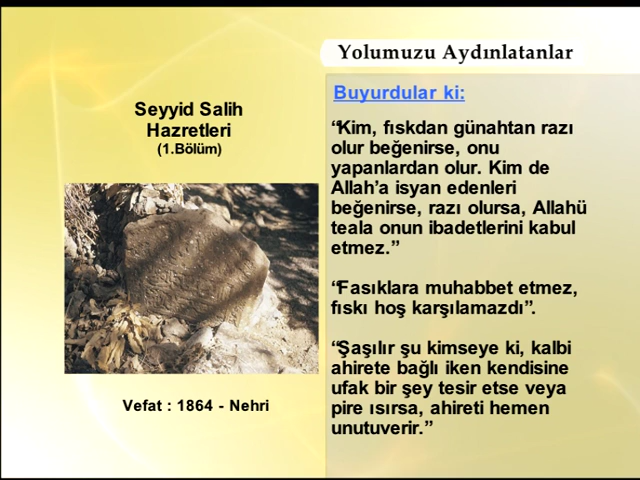 Yolumuzu Aydınlatanlar
Seyyid Salih
Hazretleri
(1.Bölüm)
Vefat : 1864 - Nehri
Buyurdular ki:
“Kim, fıskdan günahtan razı
olur beğenirse, onu
yapanlardan olur. Kim de
Allah’a isyan edenleri
beğenirse, razı olursa, Allahü
teala onun ibadetlerini kabul
etmez.”
“Fasıklara muhabbet etmez,
fıskı hoş karşılamazdı”.
“Şaşılır şu kimseye ki, kalbi
ahirete bağlı iken kendisine
ufak bir şey tesir etse veya
pire ısırsa, ahireti hemen
unutuverir.”